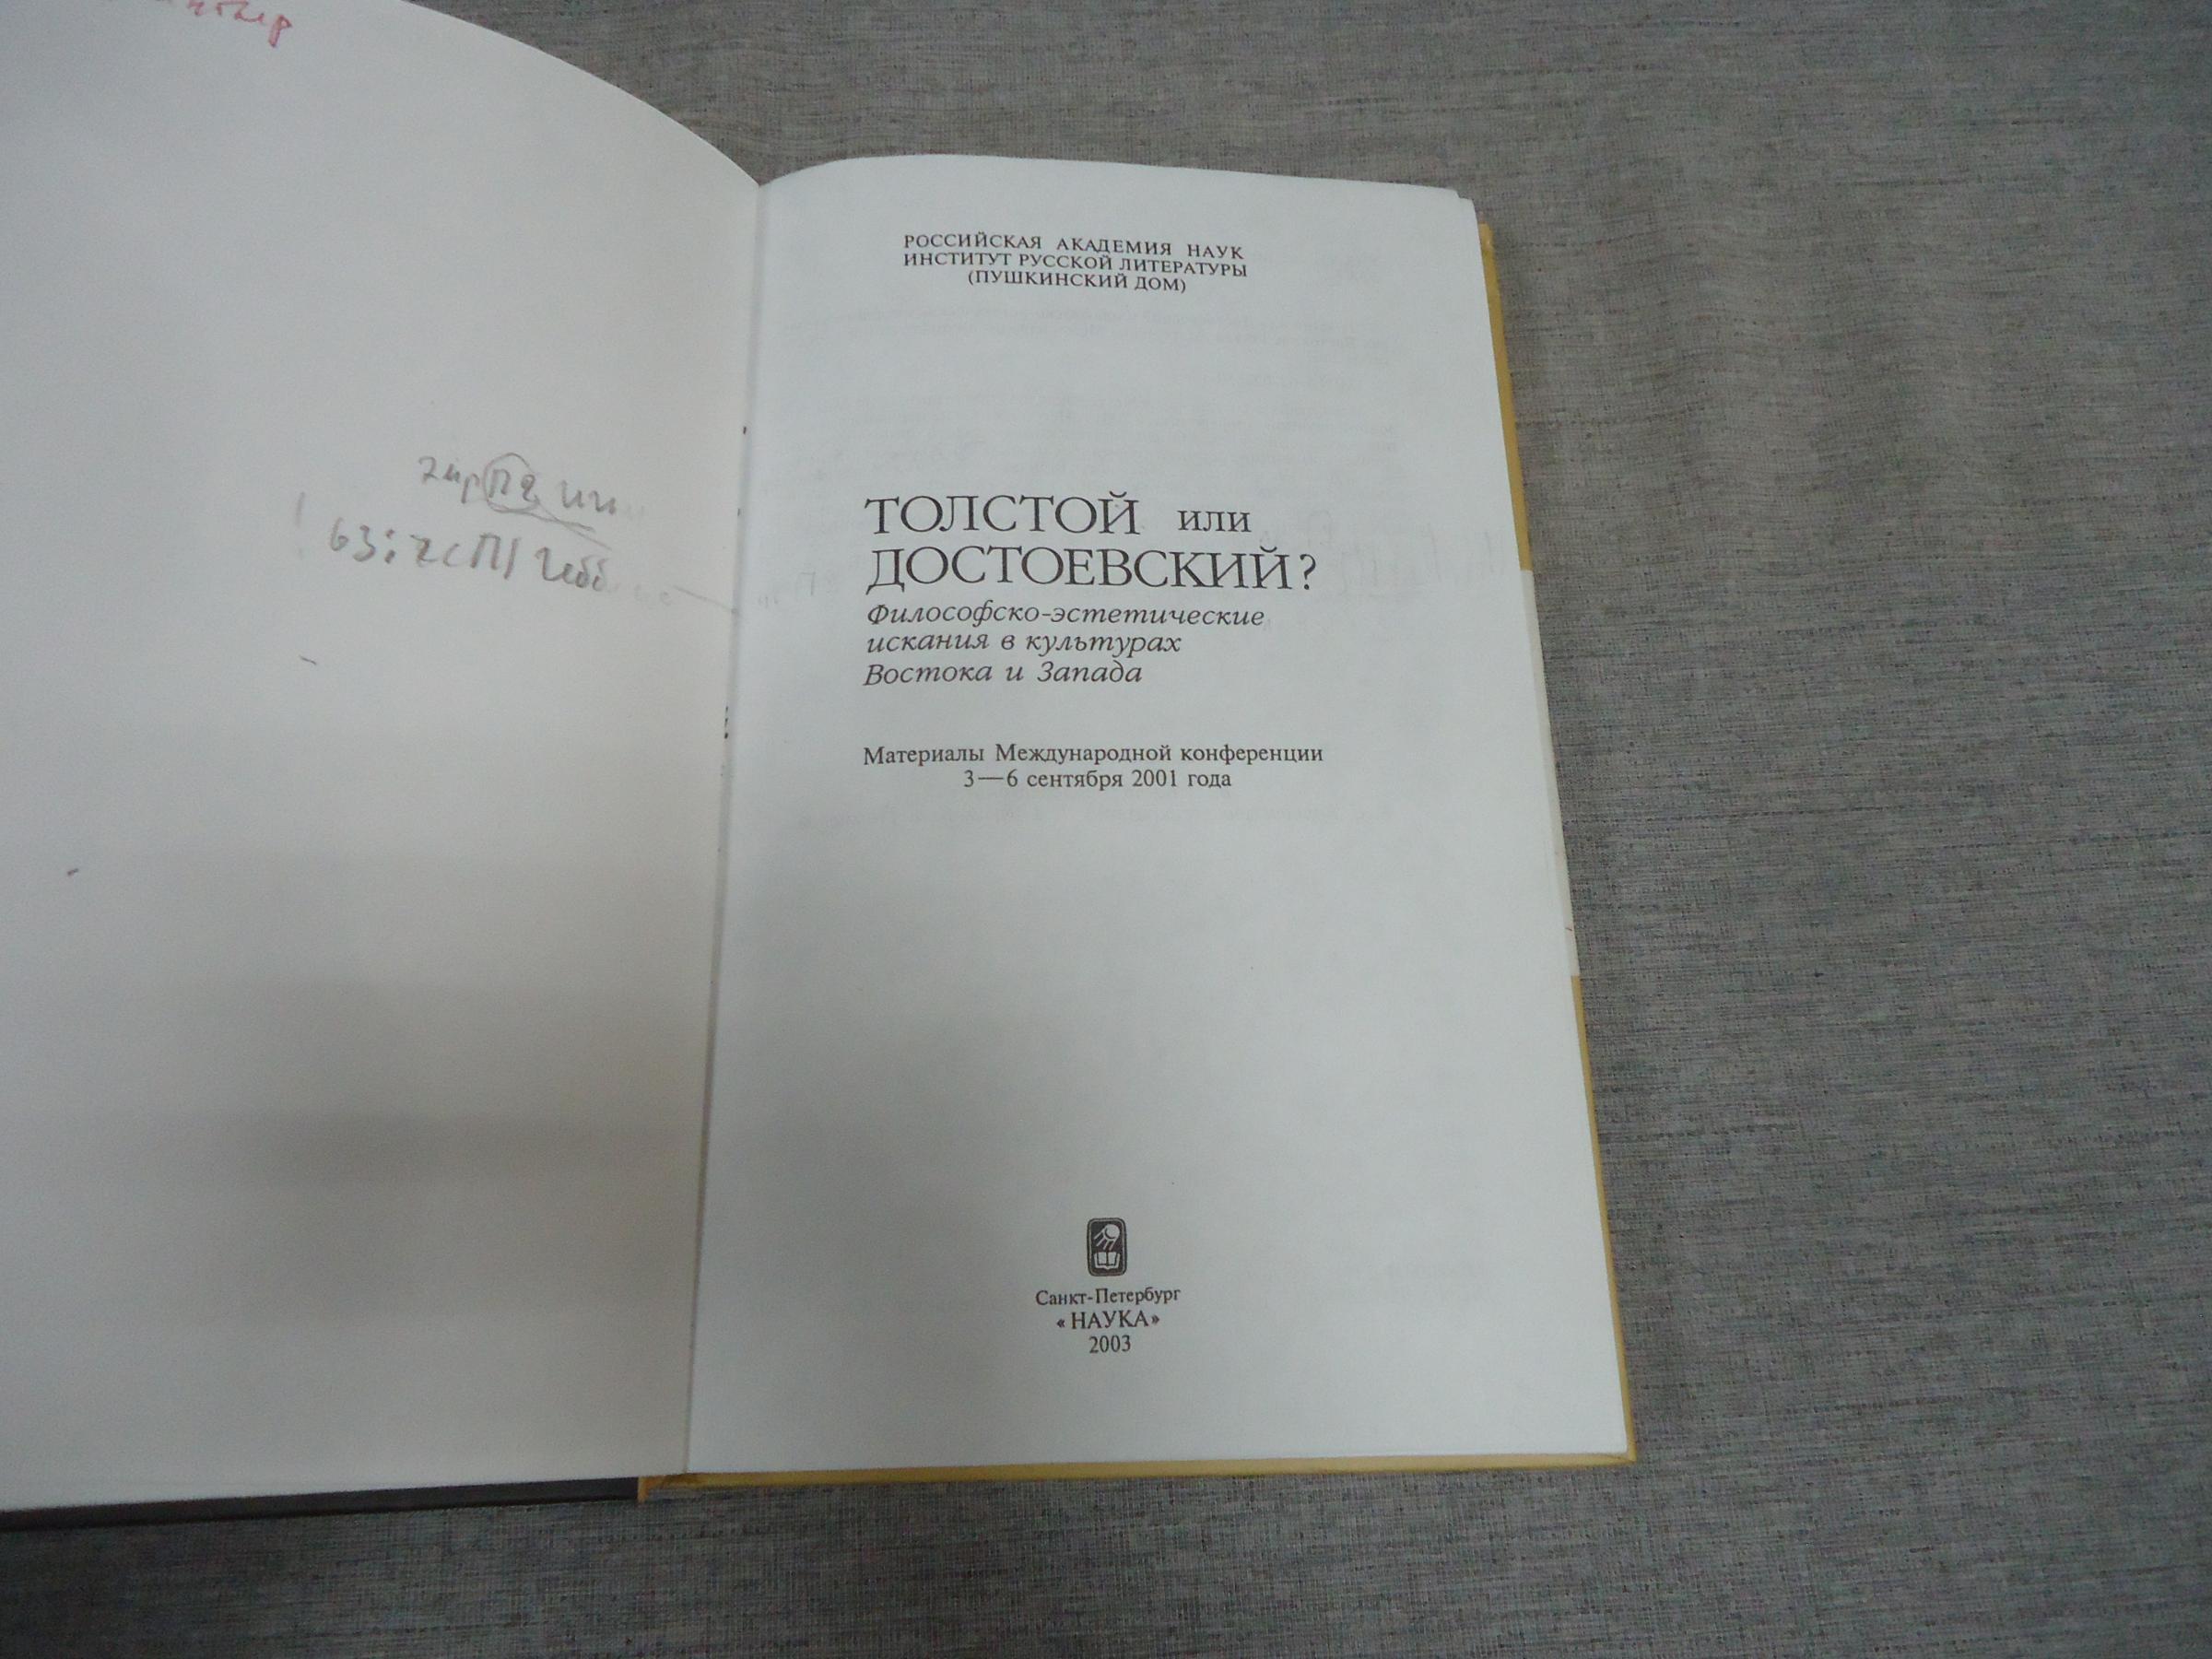 РОССИЙСКАЯ АКАДЕМИЯ НАУК
ИНСТИТУТ РУССКОЙ ЛИТЕРАТУРЫ
(ПУШКИНСКИЙ ДОМ)
ТОЛСТОЙ или
ДОСТОЕВСКИЙ?
Философско-эстетические
искания в культурах
Востока и Запада
Материалы Международной конференции
3—6 сентября 2001 года
Санкт-Петербург
«НАУКА»
2003